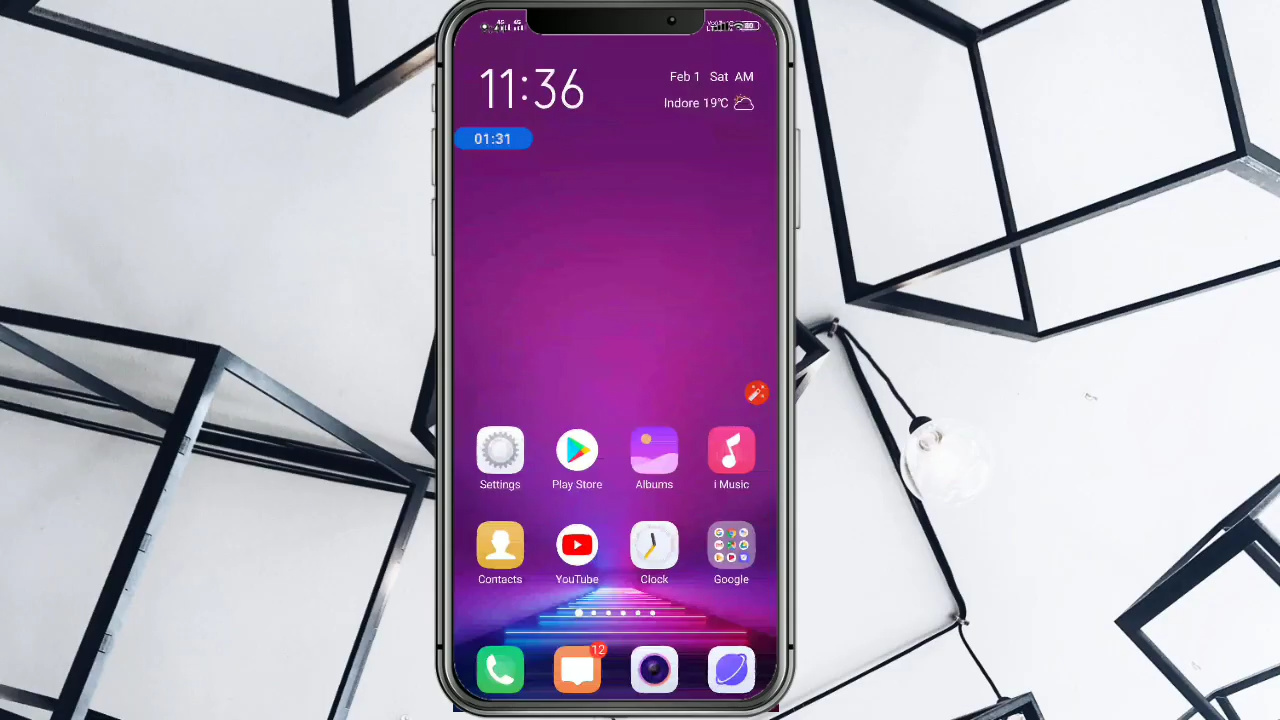 11:36
Feb 1 Sat AM
Indore 19℃
01:31
Settings
Play Store
Albums
i Music
Contacts
YouTube
Clock
Google
12